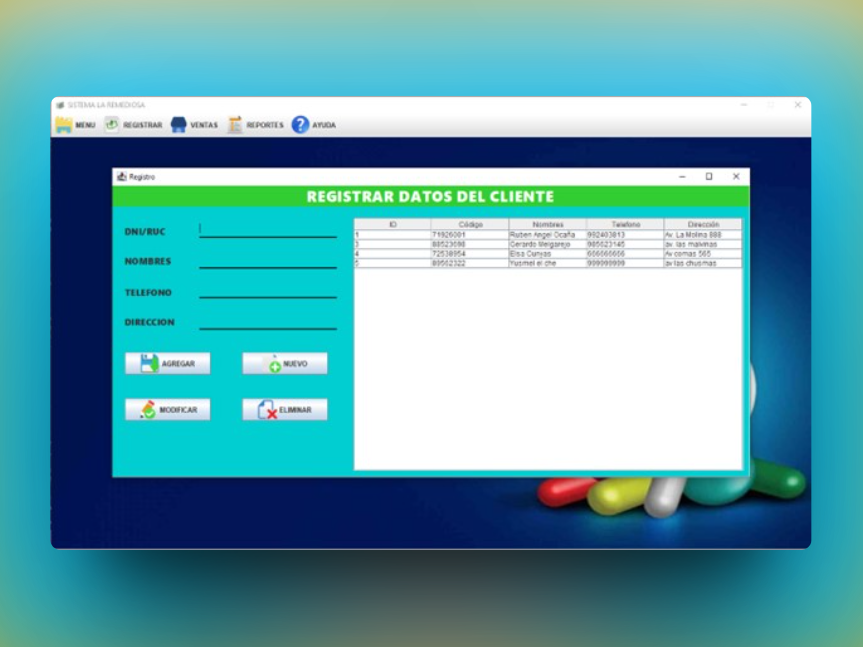 SISTEMA LA REMEDIOSA
MENU REGISTRAR VENTAS REPORTES ? AYUDA
Registro
REGISTRAR DATOS DEL CLIENTE
DNI/RUC
NOMBRES
TELEFONO
DIRECCION
AGREGAR NUEVO
MODIFICAR ELIMINAR
ID Código Nombres Telefono Dirección
1 71926001 Ruben Angel Ocaña 992403813 Av. La Molina 888
3 88523698 Gerardo Melgarejo 985623145 av. las malvinas
4 72538954 Elsa Cunyas 666666666 Av comas 565
5 89562322 Yusmel el che 999999999 av las chusmas